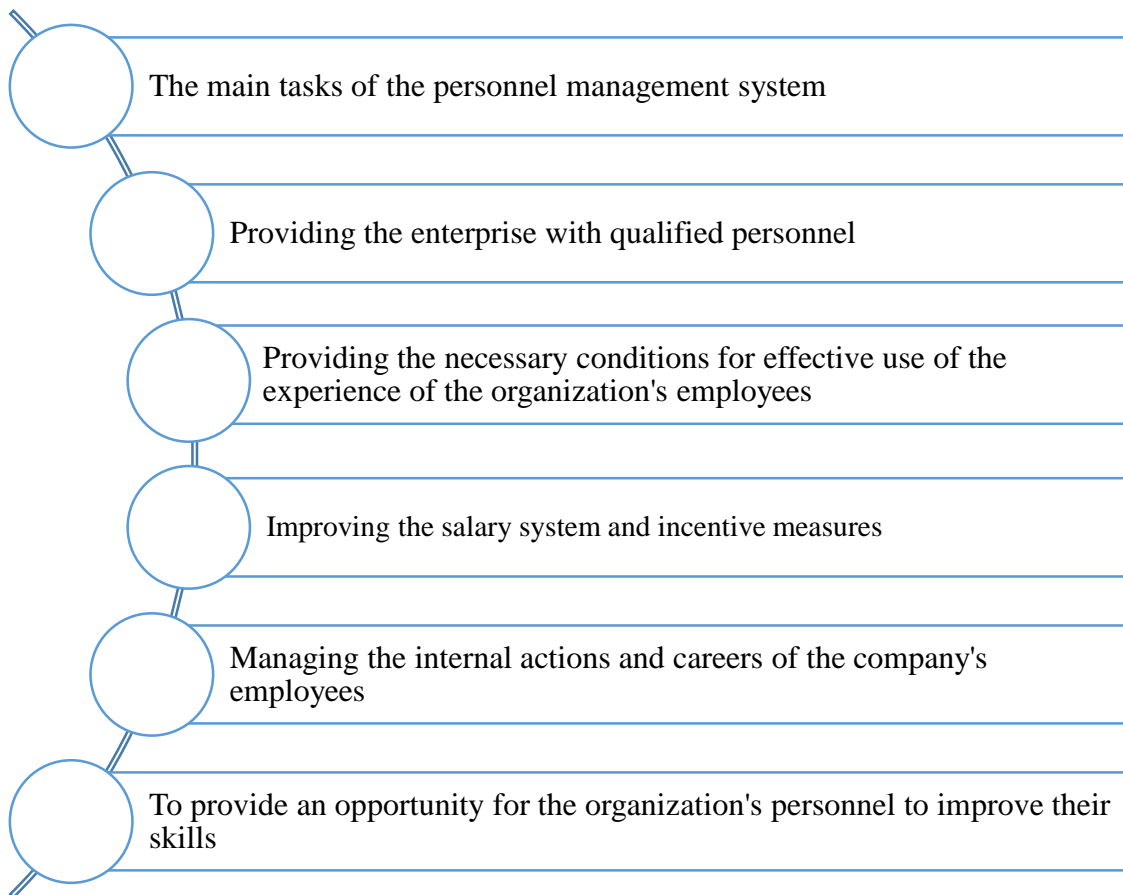 The main tasks of the personnel management system
Providing the enterprise with qualified personnel
Providing the necessary conditions for effective use of the
experience of the organization's employees
Improving the salary system and incentive measures
Managing the internal actions and careers of the company's
employees
To provide an opportunity for the organization's personnel to improve their
skills